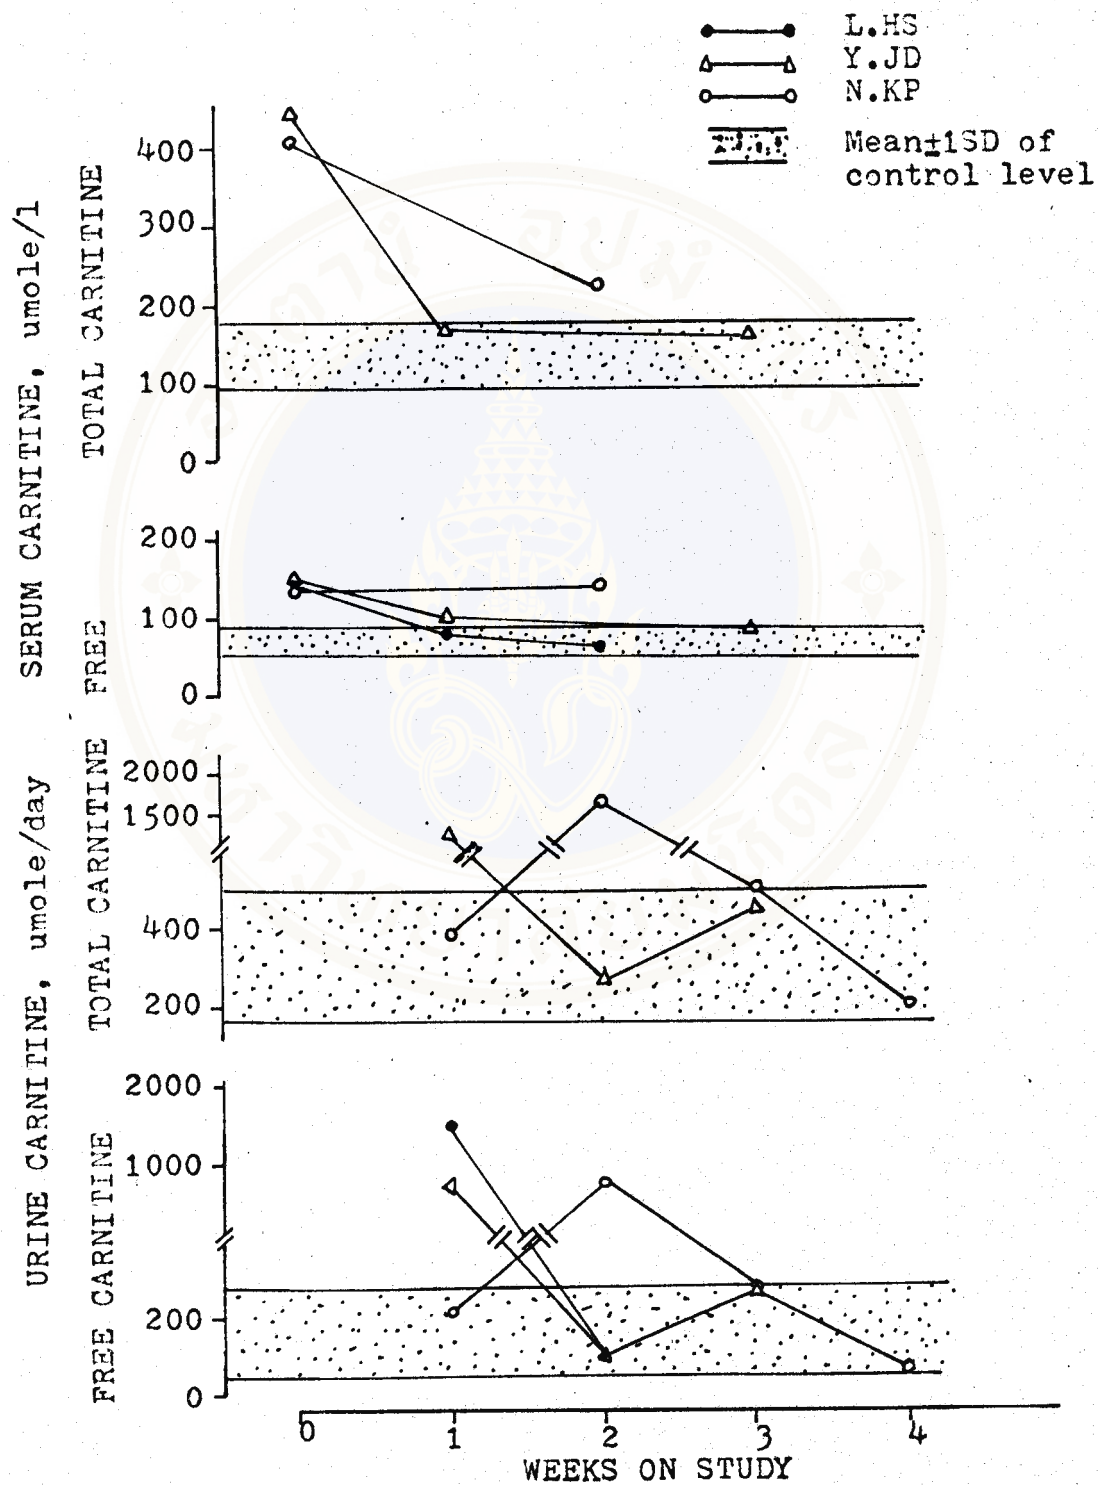 L.HS
Y.JD
N.KP
Mean±1SD of
control level
SERUM CARNITINE, umole/l
TOTAL CARNITINE
400
300
200
100
0
FREE
200
100
0
URINE CARNITINE, umole/day
TOTAL CARNITINE
2000
1500
400
200
FREE CARNITINE
2000
1000
200
0
0 1 2 3 4
WEEKS ON STUDY